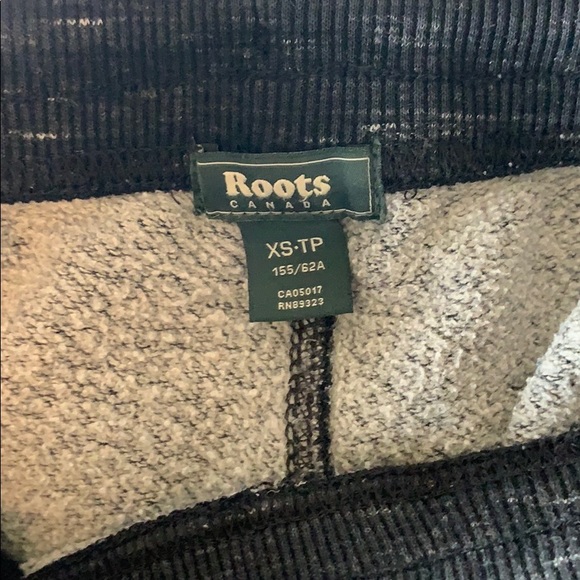 Roots
CANADA
XS·TP
155/62A
CA05017
RN89323